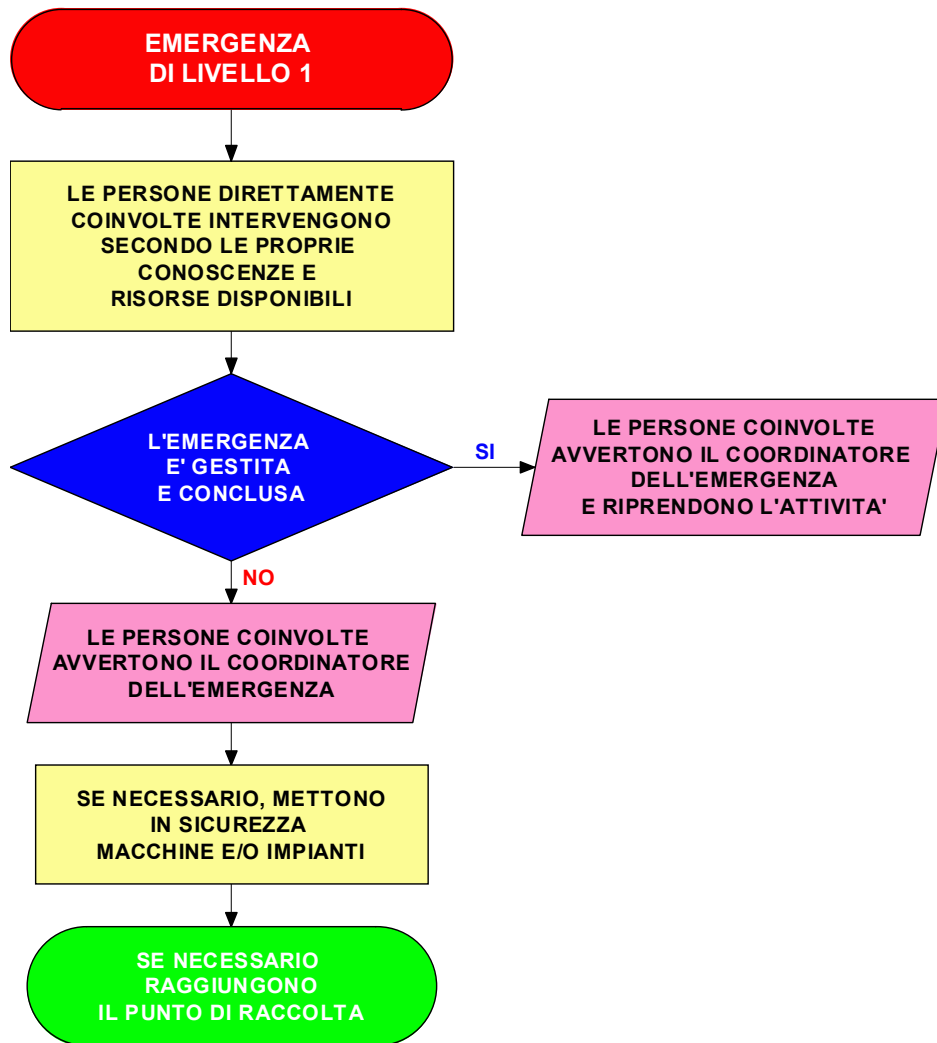 EMERGENZA
DI LIVELLO 1
LE PERSONE DIRETTAMENTE
COINVOLTE INTERVENGONO
SECONDO LE PROPRIE
CONOSCENZE E
RISORSE DISPONIBILI
L'EMERGENZA
E' GESTITA
E CONCLUSA
SI
LE PERSONE COINVOLTE
AVVERTONO IL COORDINATORE
DELL'EMERGENZA
E RIPRENDONO L'ATTIVITA'
NO
LE PERSONE COINVOLTE
AVVERTONO IL COORDINATORE
DELL'EMERGENZA
SE NECESSARIO, METTONO
IN SICUREZZA
MACCHINE E/O IMPIANTI
SE NECESSARIO
RAGGIUNGONO
IL PUNTO DI RACCOLTA